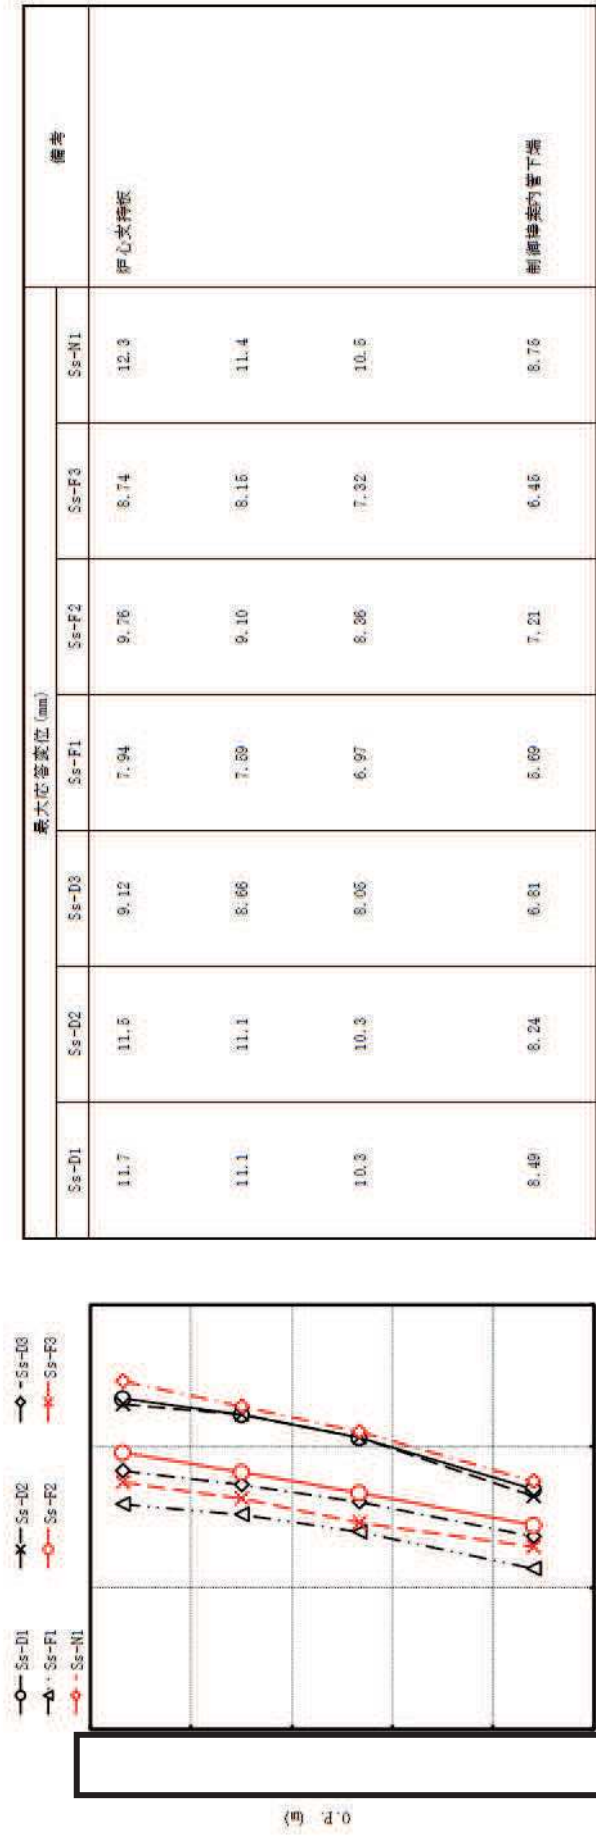 Ss-D1 Ss-D2 Ss-D3
Ss-F1 Ss-F2 Ss-F3
Ss-N1
O.P. (m)
最大応答変位(mm) 備考
Ss-D1 Ss-D2 Ss-D3 Ss-F1 Ss-F2 Ss-F3 Ss-N1
11.7 11.5 9.12 7.94 9.76 8.74 12.3 炉心支持板
11.1 11.1 8.66 7.59 9.10 8.15 11.4
10.3 10.3 8.05 6.97 8.36 7.32 10.5
8.49 8.24 6.81 5.69 7.21 6.45 8.75 制御棒案内管下端